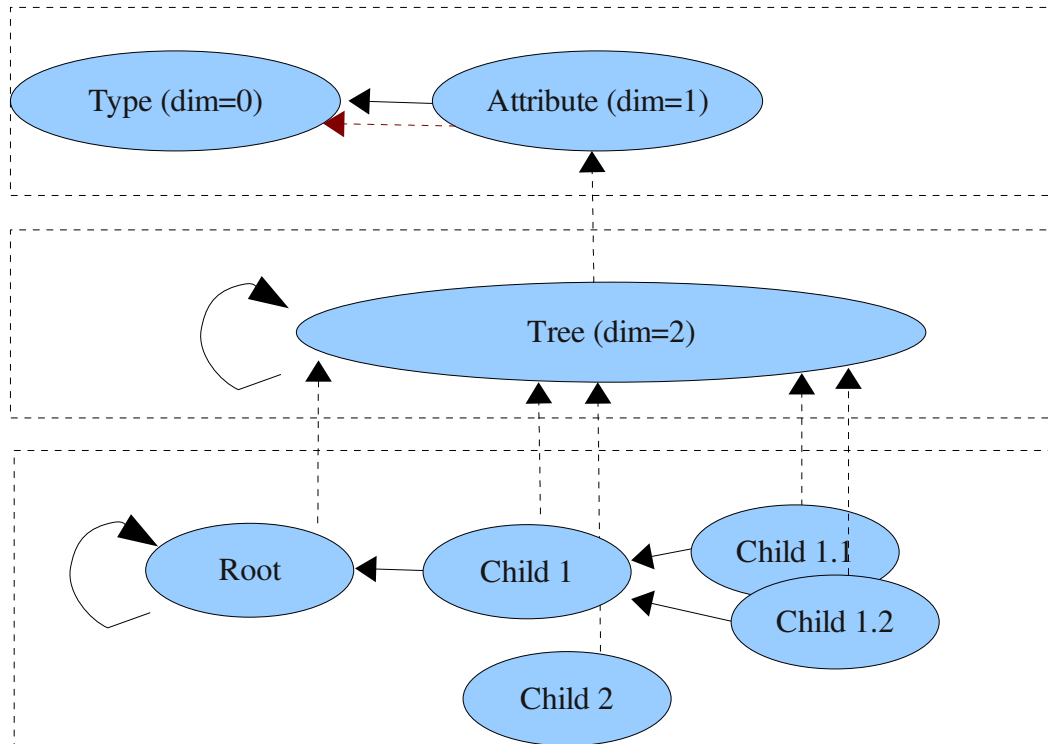 Type (dim=0)
Attribute (dim=1)
Tree (dim=2)
Root
Child 1
Child 1.1
Child 1.2
Child 2